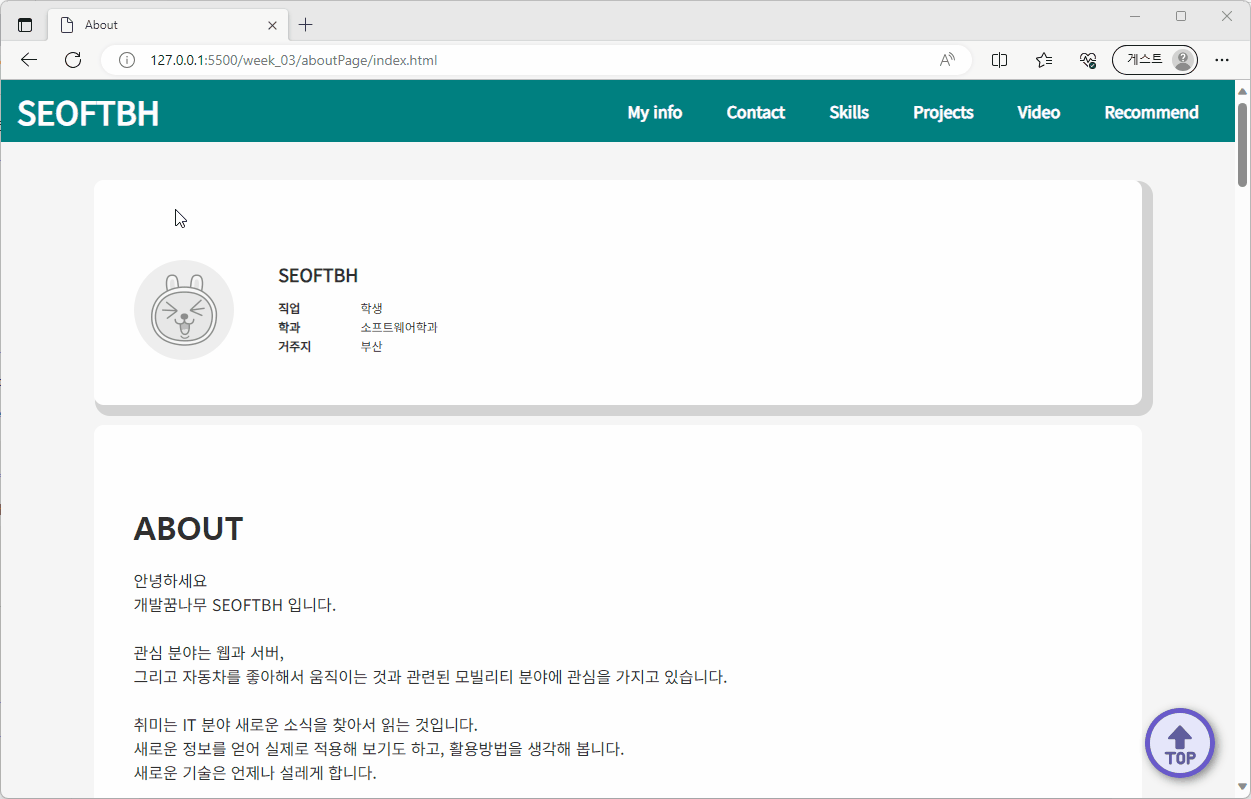 About
127.0.0.1:5500/week_03/aboutPage/index.html
게스트
SEOFTBH
My info Contact Skills Projects Video Recommend
SEOFTBH
직업 학생
학과 소프트웨어학과
거주지 부산
ABOUT
안녕하세요
개발꿈나무 SEOFTBH 입니다.
관심 분야는 웹과 서버,
그리고 자동차를 좋아해서 움직이는 것과 관련된 모빌리티 분야에 관심을 가지고 있습니다.
취미는 IT 분야 새로운 소식을 찾아서 읽는 것입니다.
새로운 정보를 얻어 실제로 적용해 보기도 하고, 활용방법을 생각해 봅니다.
새로운 기술은 언제나 설레게 합니다.
TOP